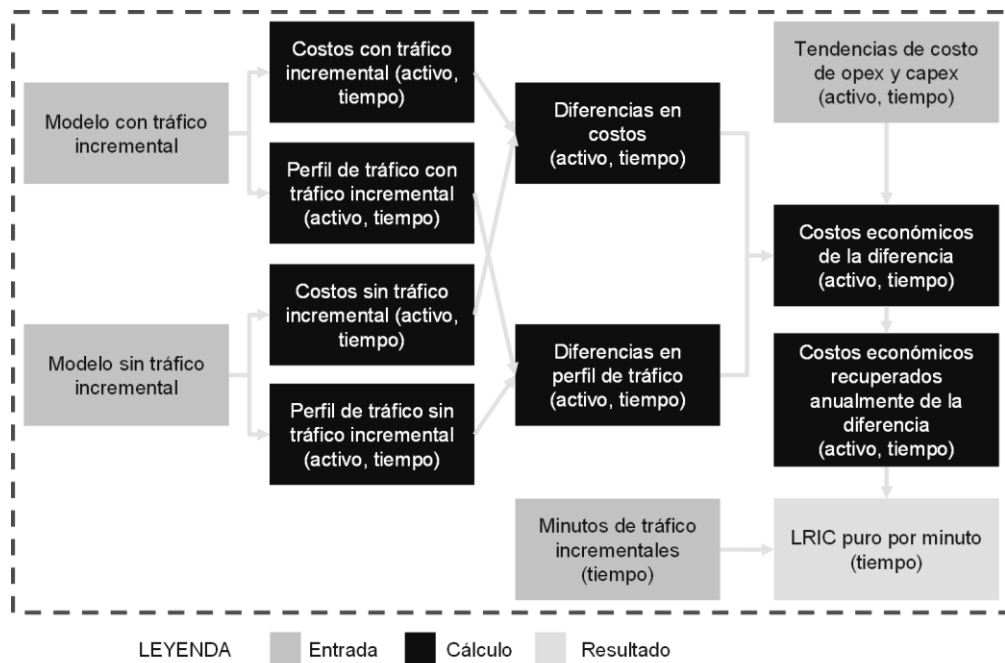 Modelo con tráfico
incremental
Modelo sin tráfico
incremental
Costos con tráfico
incremental (activo,
tiempo)
Perfil de tráfico con
tráfico incremental
(activo, tiempo)
Costos sin tráfico
incremental (activo,
tiempo)
Perfil de tráfico sin
tráfico incremental
(activo, tiempo)
Diferencias en
costos
(activo, tiempo)
Diferencias en
perfil de tráfico
(activo, tiempo)
Minutos de tráfico
incrementales
(tiempo)
Tendencias de costo
de opex y capex
(activo, tiempo)
Costos económicos
de la diferencia
(activo, tiempo)
Costos económicos
recuperados
anualmente de la
diferencia
(activo, tiempo)
LRIC puro por minuto
(tiempo)
LEYENDA
Entrada
Cálculo
Resultado